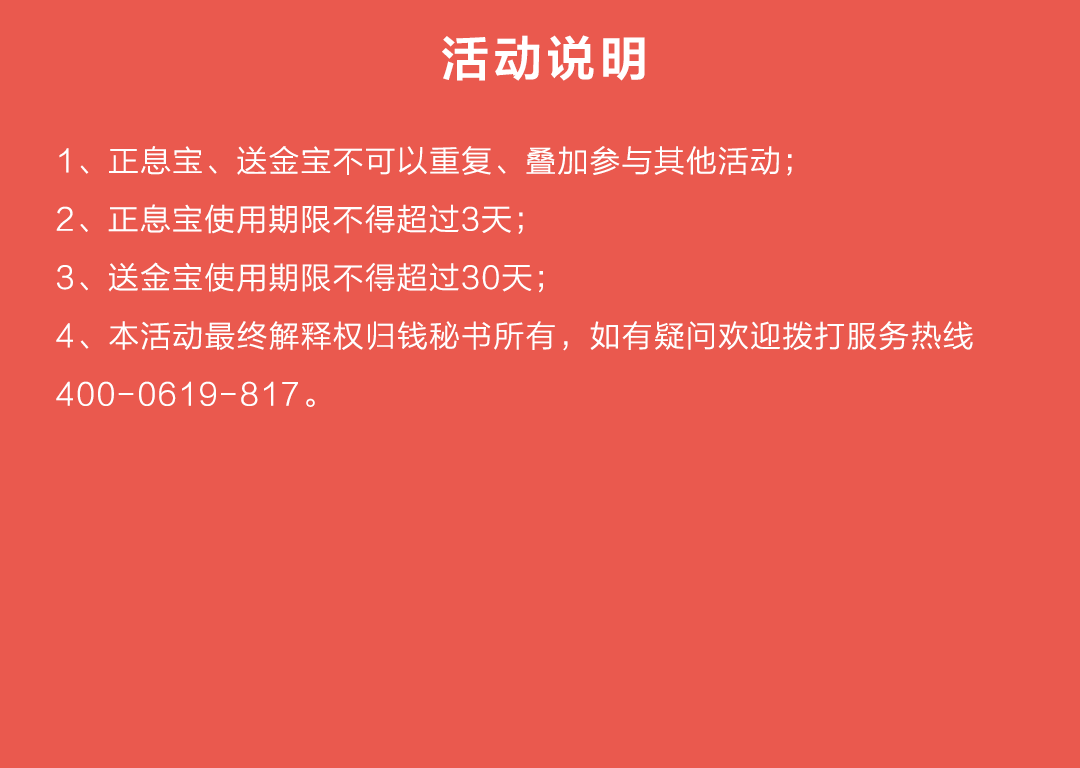 活动说明
1、正息宝、送金宝不可以重复、叠加参与其他活动；
2、正息宝使用期限不得超过3天；
3、送金宝使用期限不得超过30天；
4、本活动最终解释权归钱秘书所有，如有疑问欢迎拨打服务热线
400-0619-817。